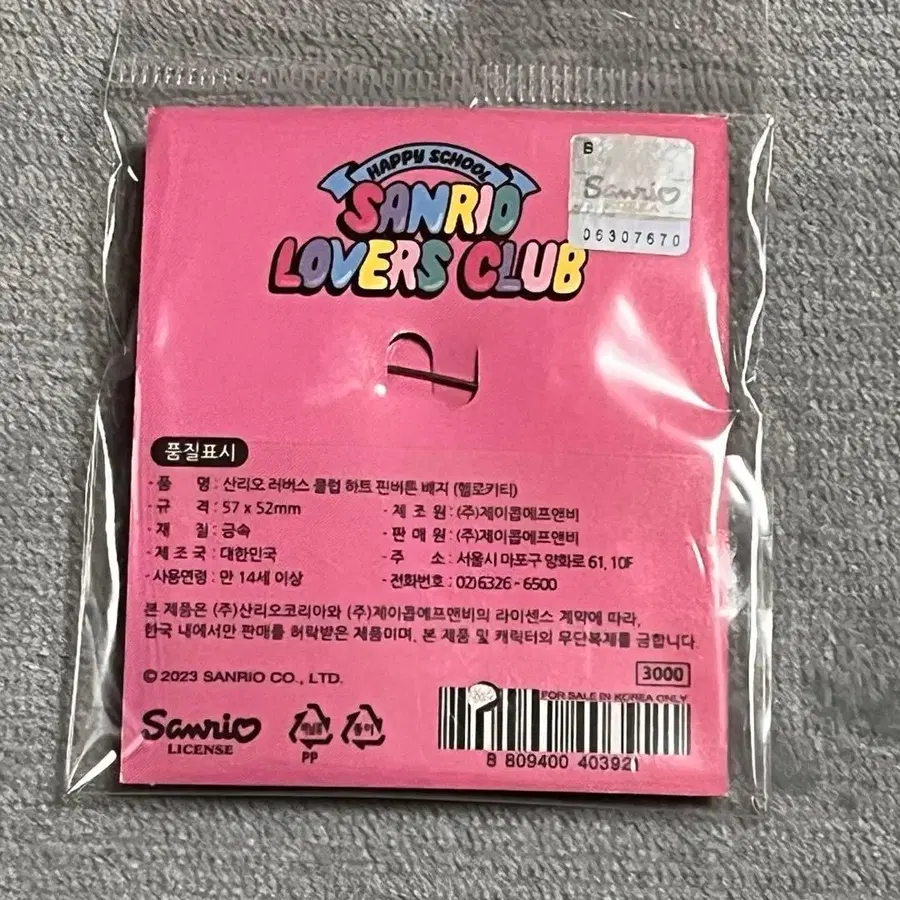 HAPPY SCHOOL
SANRIO
LOVERS CLUB
B
Sanrio
06307670
품질표시
· 품 명 : 산리오 러버스 클럽 하트 핀버튼 배지 (헬로키티)
· 규 격 : 57 x 52mm
· 재 질 : 금속
· 제 조 국 : 대한민국
· 사용연령 : 만 14세 이상
· 제 조 원 : (주)제이콥에프앤비
· 판 매 원 : (주)제이콥에프앤비
· 주 소 : 서울시 마포구 양화로 61, 10F
· 전화번호 : 02)6326 - 6500
본 제품은 (주)산리오코리아와 (주)제이콥에프앤비의 라이센스 계약에 따라,
한국 내에서만 판매를 허락받은 제품이며, 본 제품 및 캐릭터의 무단복제를 금합니다.
© 2023 SANRIO CO., LTD.
3000
Sanrio
LICENSE
비닐류
PP
종이
FOR SALE IN KOREA ONLY
8 809400 403921